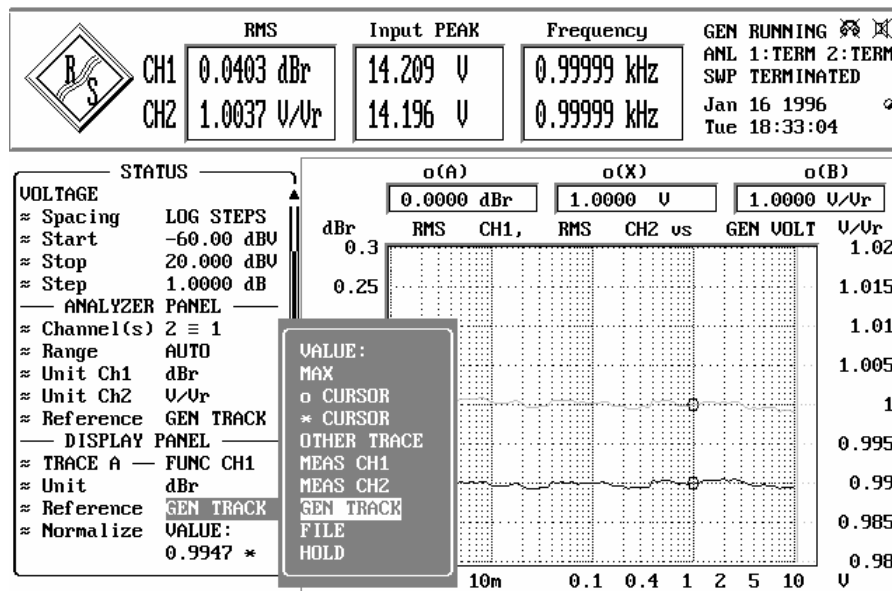 RMS Input PEAK Frequency GEN RUNNING
ANL 1:TERM 2:TERM
R&S CH1 0.0403 dBr 14.209 V 0.99999 kHz SWP TERMINATED
CH2 1.0037 V/Vr 14.196 V 0.99999 kHz Jan 16 1996
Tue 18:33:04
STATUS
VOLTAGE
≈ Spacing LOG STEPS
≈ Start -60.00 dBV
≈ Stop 20.000 dBV
≈ Step 1.0000 dB
ANALYZER PANEL
≈ Channel(s) 2 ≡ 1
≈ Range AUTO
≈ Unit Ch1 dBr
≈ Unit Ch2 V/Vr
≈ Reference GEN TRACK
DISPLAY PANEL
≈ TRACE A — FUNC CH1
≈ Unit dBr
≈ Reference GEN TRACK
≈ Normalize VALUE:
0.9947 *
VALUE:
MAX
o CURSOR
* CURSOR
OTHER TRACE
MEAS CH1
MEAS CH2
GEN TRACK
FILE
HOLD
o(A) o(X) o(B)
0.0000 dBr 1.0000 V 1.0000 V/Vr
dBr RMS CH1, RMS CH2 vs GEN VOLT V/Vr
0.3 1.02
0.25 1.015
1.01
1.005
1
0.995
0.99
0.985
0.98
10m 0.1 0.4 1 2 5 10 V